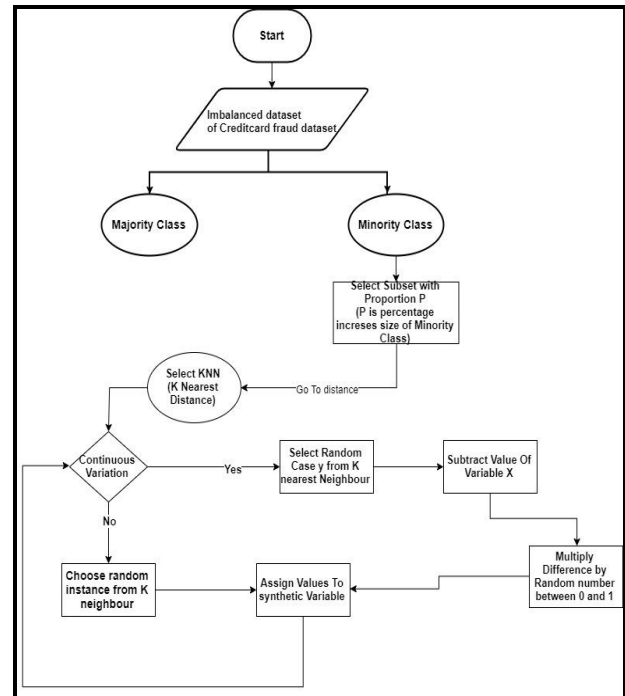 Start
Imbalanced dataset
of Creditcard fraud dataset
Majority Class
Minority Class
Select Subset with
Proportion P
(P is percentage
increses size of Minority
Class)
Go To distance
Select KNN
(K Nearest
Distance)
Continuous
Variation
Yes
Select Random
Case y from K
nearest Neighbour
Subtract Value Of
Variable X
No
Choose random
instance from K
neighbour
Assign Values To
synthetic Variable
Multiply
Difference by
Random number
between 0 and 1